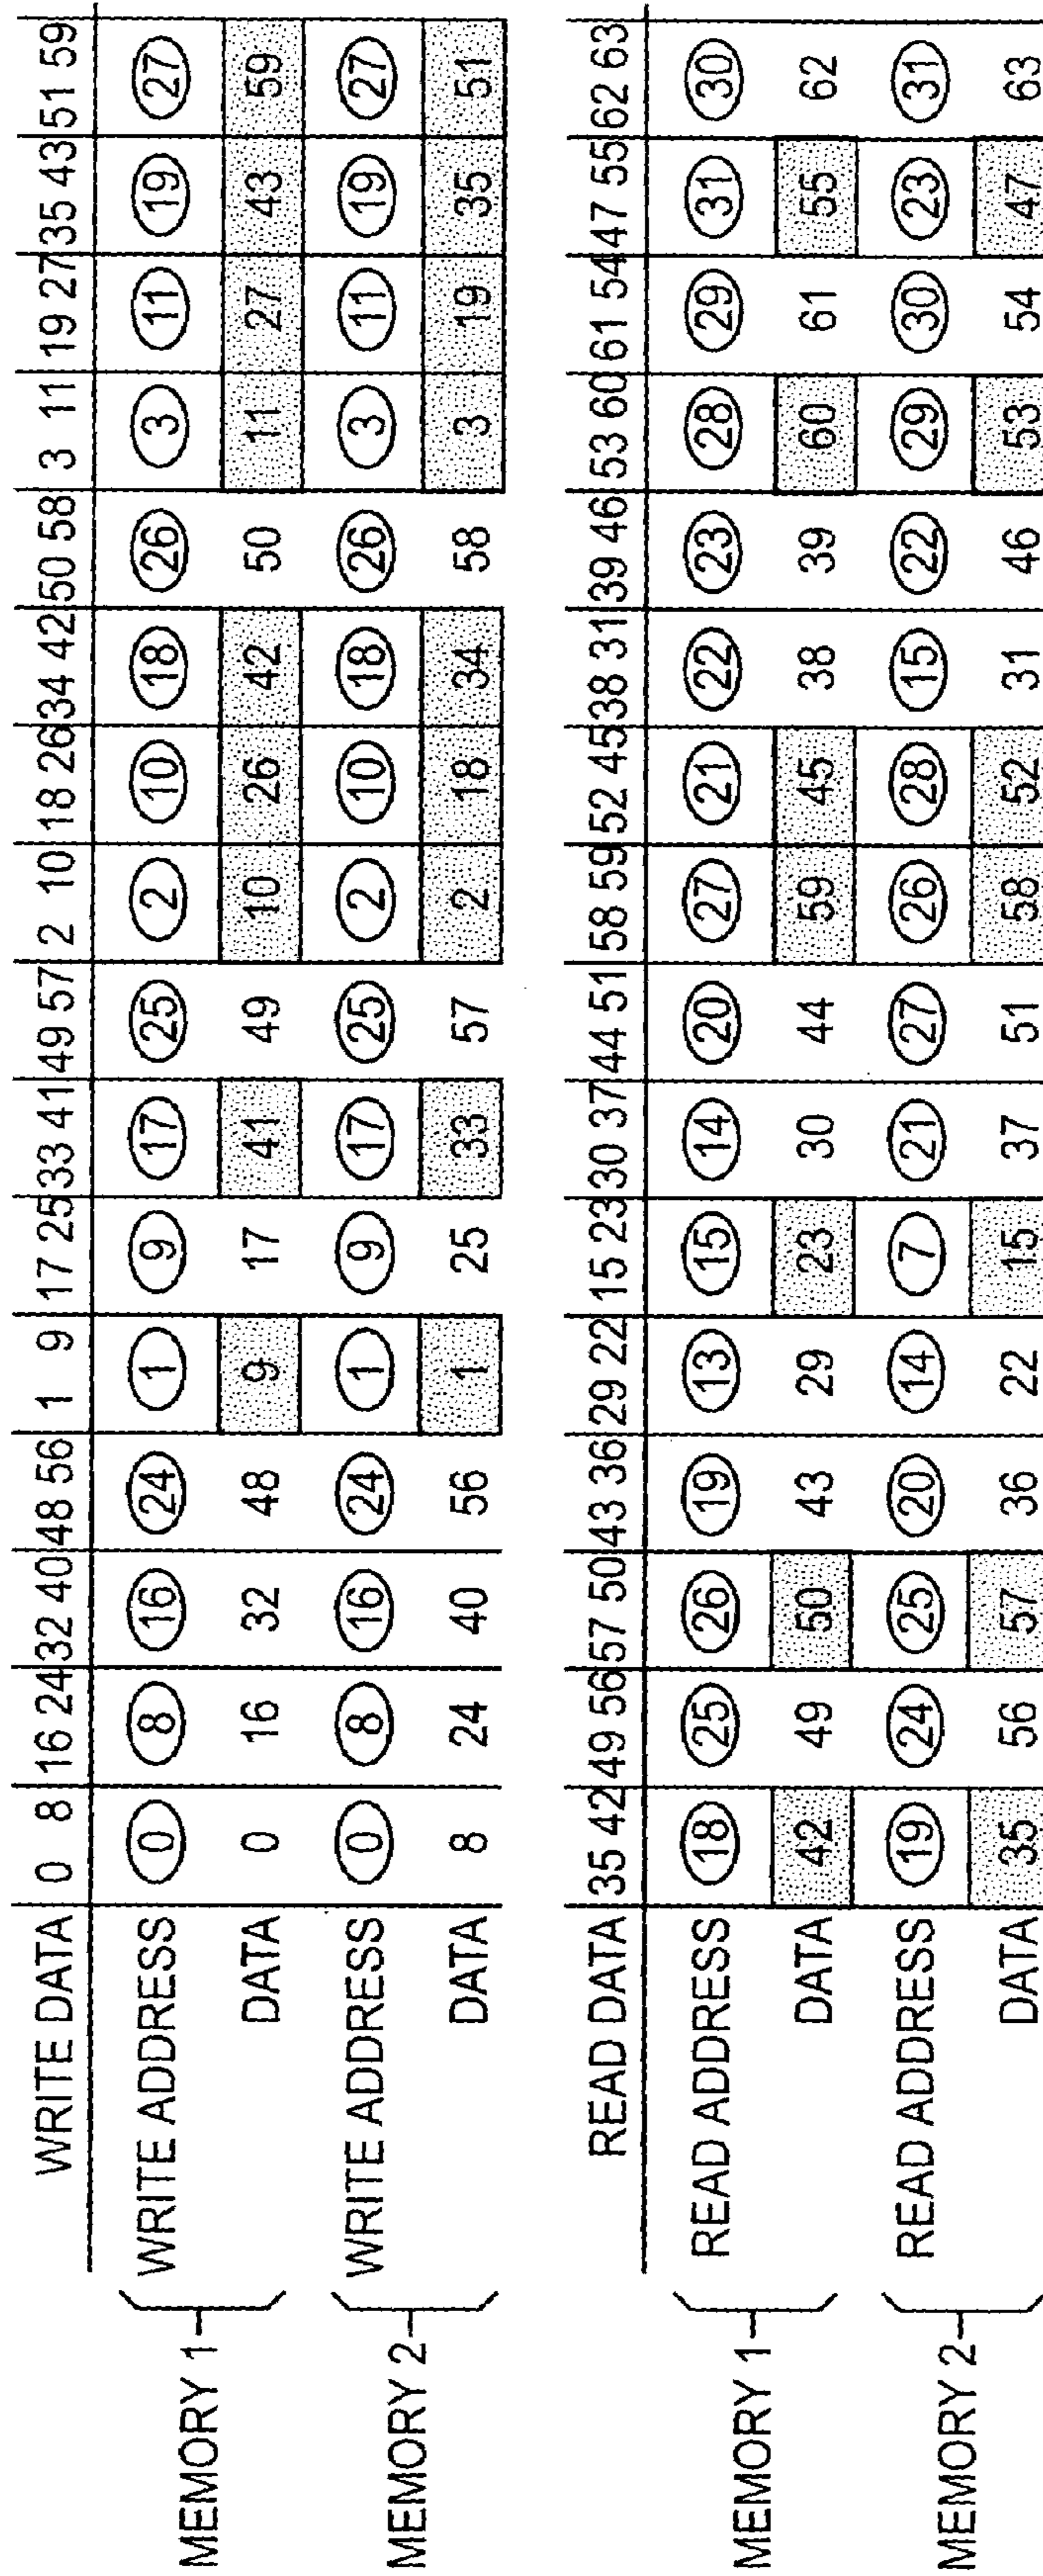 WRITE DATA 0 8 16 24 32 40 48 56 1 9 17 25 33 41 49 57 2 10 18 26 34 42 50 58 3 11 19 27 35 43 51 59
MEMORY 1 WRITE ADDRESS 0 8 16 24 1 9 17 25 2 10 18 26 3 11 19 27
DATA 0 16 32 48 9 17 41 49 10 26 42 50 11 27 43 59
MEMORY 2 WRITE ADDRESS 0 8 16 24 1 9 17 25 2 10 18 26 3 11 19 27
DATA 8 24 40 56 1 25 33 57 2 18 34 58 3 19 35 51
READ DATA 35 42 49 56 57 50 43 36 29 22 15 23 30 37 44 51 58 59 52 45 38 31 39 46 53 60 61 54 47 55 62 63
MEMORY 1 READ ADDRESS 18 25 26 19 13 15 14 20 27 21 22 23 28 29 31 30
DATA 42 49 50 43 29 23 30 44 59 45 38 39 60 61 55 62
MEMORY 2 READ ADDRESS 19 24 25 20 14 7 21 27 26 28 15 22 29 30 23 31
DATA 35 56 57 36 22 15 37 51 58 52 31 46 53 54 47 63